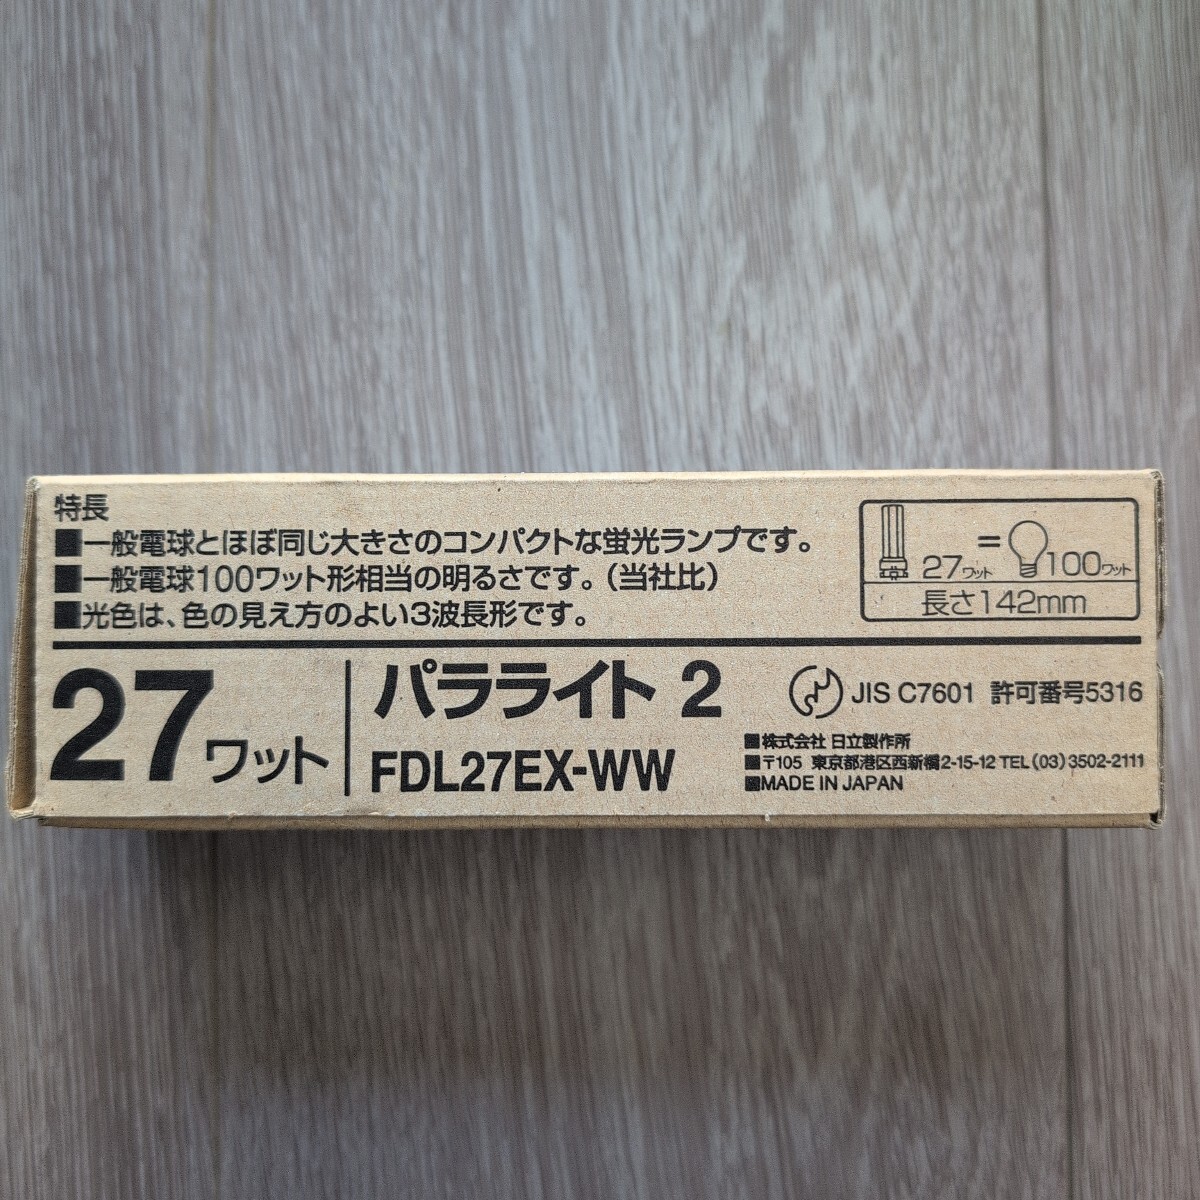 特長
■一般電球とほぼ同じ大きさのコンパクトな蛍光ランプです。
■一般電球100ワット形相当の明るさです。(当社比)
■光色は、色の見え方のよい3波長形です。
27ワット = 100ワット
長さ142mm
27ワット
パラライト 2
FDL27EX-WW
JIS C7601 許可番号5316
■株式会社 日立製作所
■〒105 東京都港区西新橋2-15-12 TEL (03) 3502-2111
■MADE IN JAPAN